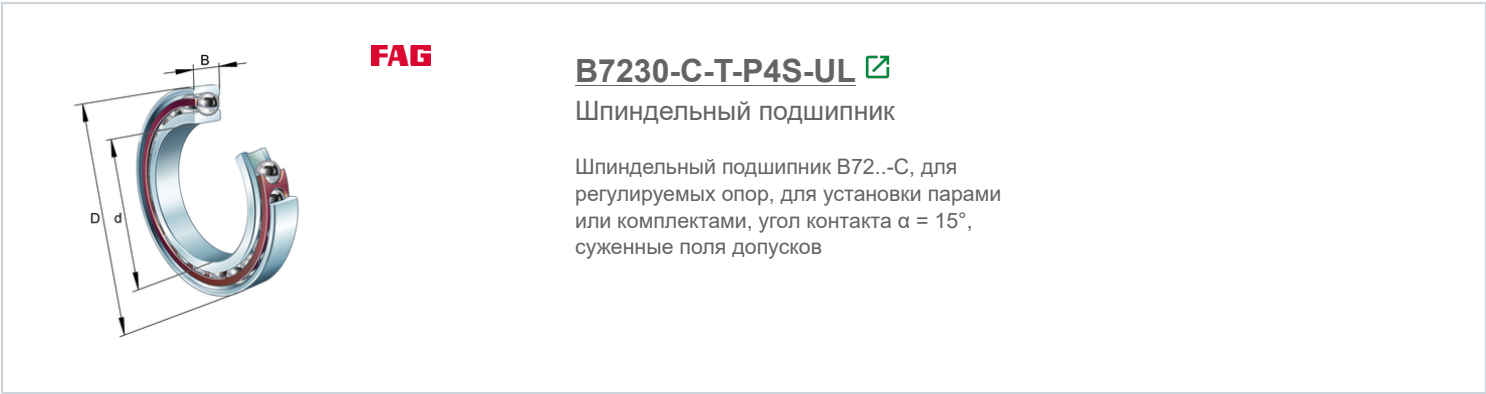 B
D
d
FAG
B7230-C-T-P4S-UL
Шпиндельный подшипник
Шпиндельный подшипник B72..-C, для
регулируемых опор, для установки парами
или комплектами, угол контакта α = 15°,
суженные поля допусков